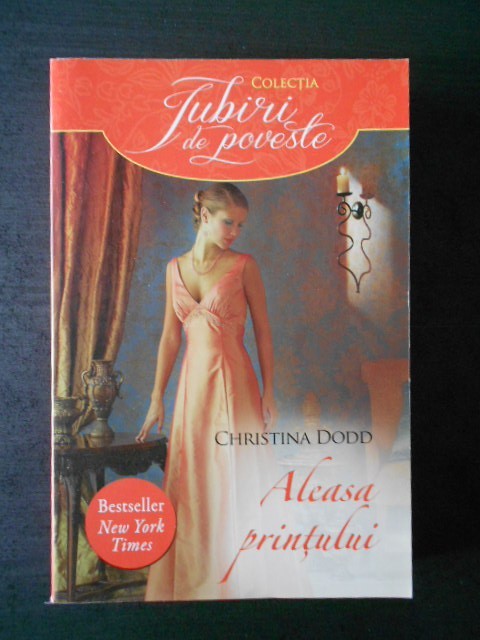 COLECȚIA
Iubiri
de poveste
CHRISTINA DODD
Aleasa
prințului
Bestseller
New York
Times